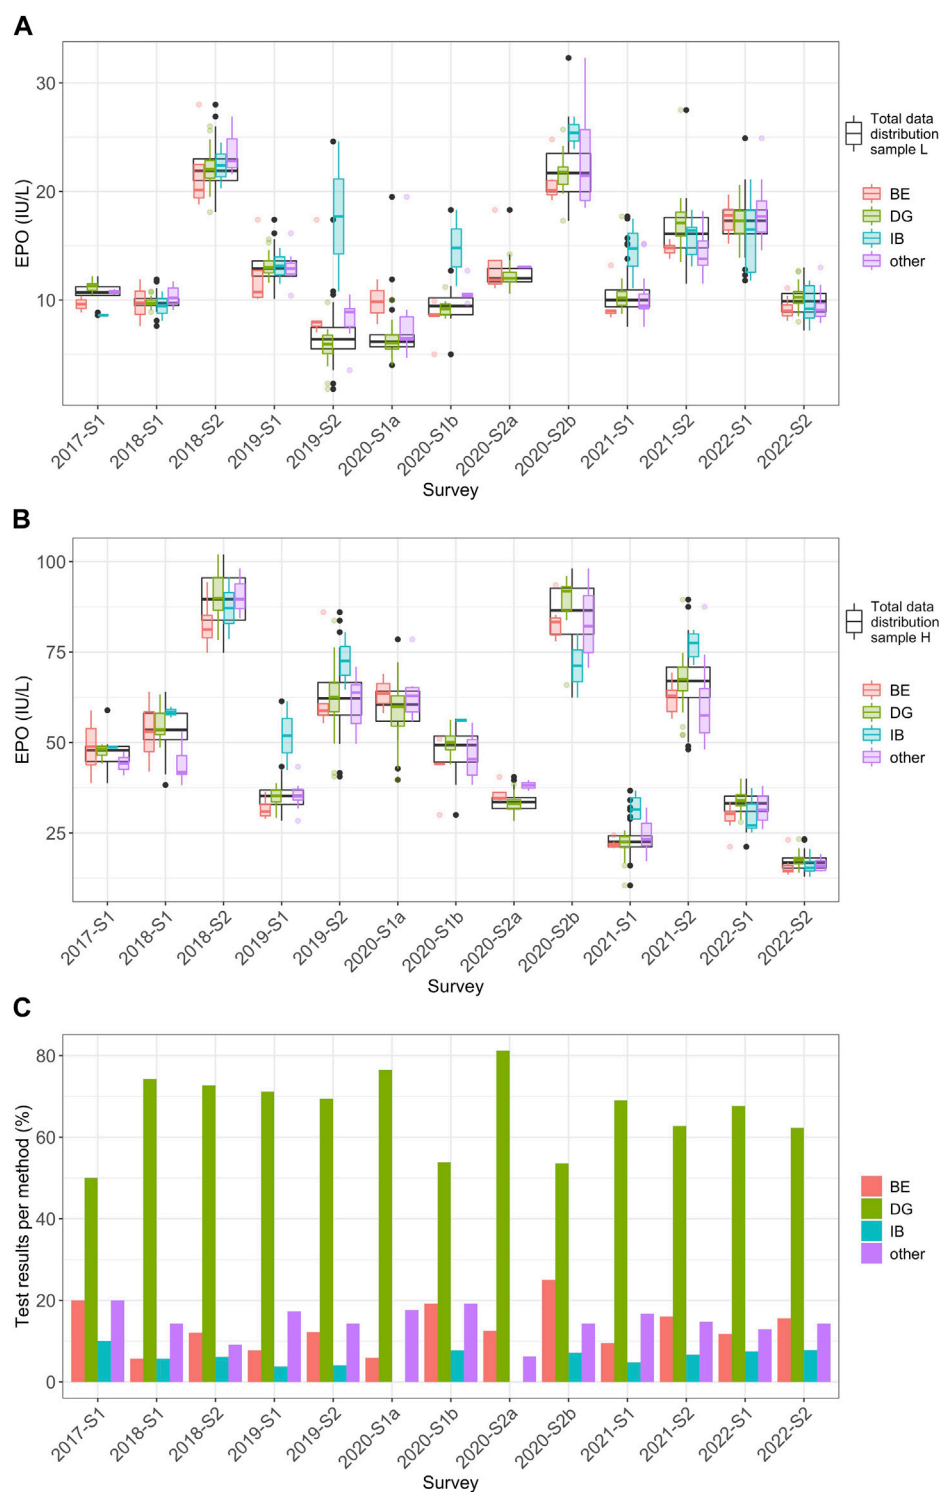 A
EPO (IU/L)
30
20
10
2017-S1
2018-S1
2018-S2
2019-S1
2019-S2
2020-S1a
2020-S1b
2020-S2a
2020-S2b
2021-S1
2021-S2
2022-S1
2022-S2
Survey
Total data
distribution
sample L
BE
DG
IB
other
B
EPO (IU/L)
100
75
50
25
2017-S1
2018-S1
2018-S2
2019-S1
2019-S2
2020-S1a
2020-S1b
2020-S2a
2020-S2b
2021-S1
2021-S2
2022-S1
2022-S2
Survey
Total data
distribution
sample H
BE
DG
IB
other
C
Test results per method (%)
80
60
40
20
0
2017-S1
2018-S1
2018-S2
2019-S1
2019-S2
2020-S1a
2020-S1b
2020-S2a
2020-S2b
2021-S1
2021-S2
2022-S1
2022-S2
Survey
BE
DG
IB
other